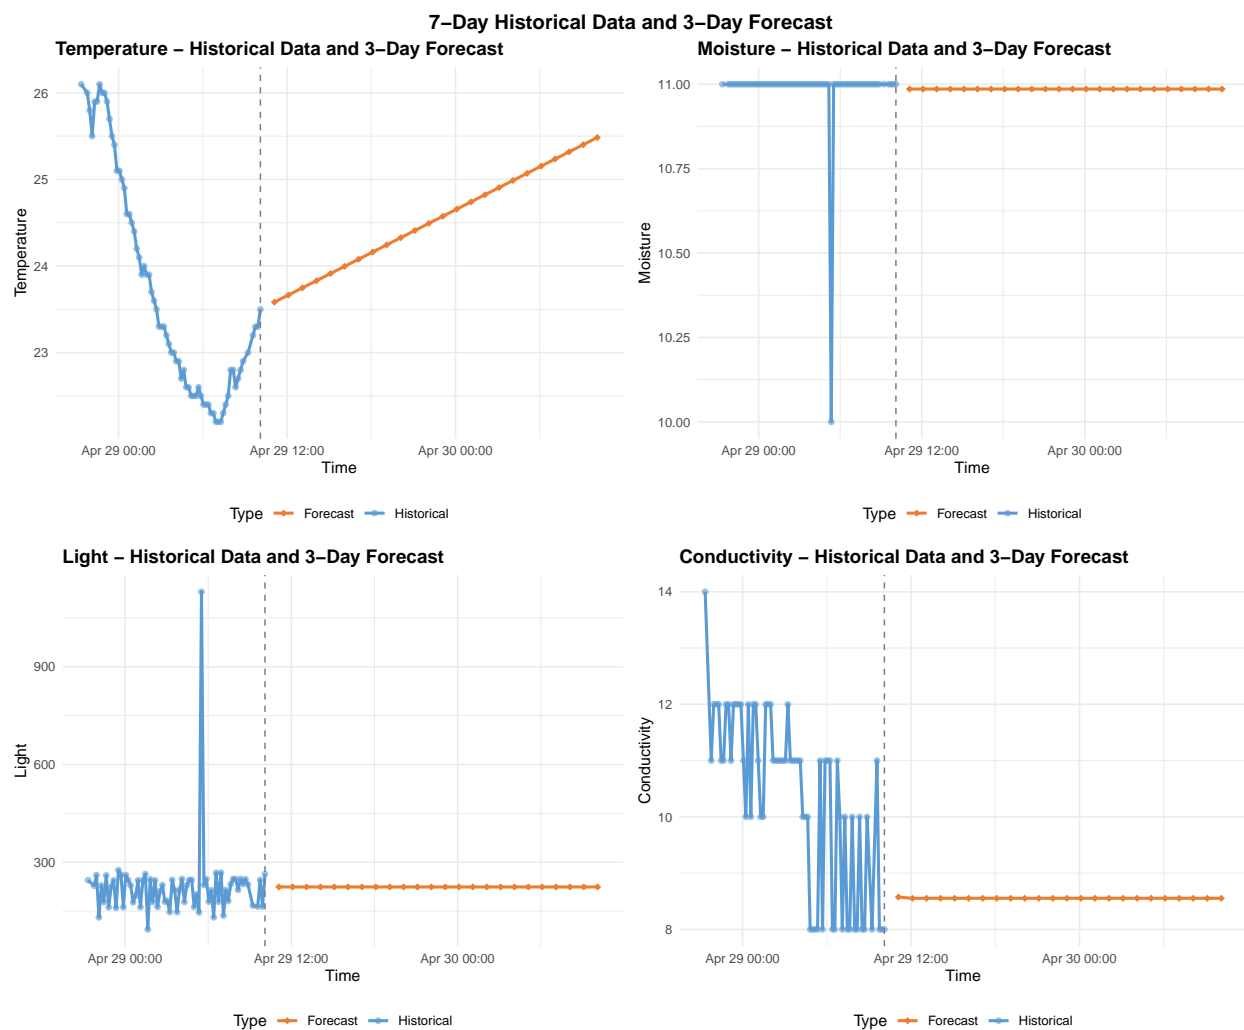 7–Day Historical Data and 3–Day Forecast
Temperature – Historical Data and 3–Day Forecast
26
25
24
23
Temperature
Apr 29 00:00
Apr 29 12:00
Apr 30 00:00
Time
Type Forecast Historical
Moisture – Historical Data and 3–Day Forecast
11.00
10.75
10.50
10.25
10.00
Moisture
Apr 29 00:00
Apr 29 12:00
Apr 30 00:00
Time
Type Forecast Historical
Light – Historical Data and 3–Day Forecast
900
600
300
Light
Apr 29 00:00
Apr 29 12:00
Apr 30 00:00
Time
Type Forecast Historical
Conductivity – Historical Data and 3–Day Forecast
14
12
10
8
Conductivity
Apr 29 00:00
Apr 29 12:00
Apr 30 00:00
Time
Type Forecast Historical